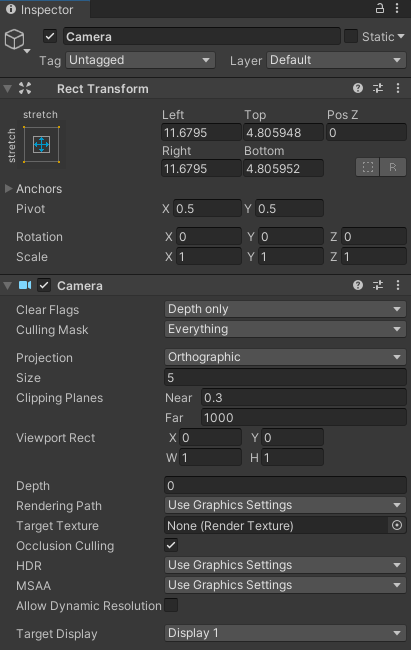 Inspector
Camera
Static
Tag Untagged Layer Default
Rect Transform
stretch
stretch
Left Top Pos Z
11.6795 4.805948 0
Right Bottom
11.6795 4.805952 R
Anchors
Pivot X 0.5 Y 0.5
Rotation X 0 Y 0 Z 0
Scale X 1 Y 1 Z 1
Camera
Clear Flags Depth only
Culling Mask Everything
Projection Orthographic
Size 5
Clipping Planes Near 0.3
Far 1000
Viewport Rect X 0 Y 0
W 1 H 1
Depth 0
Rendering Path Use Graphics Settings
Target Texture None (Render Texture)
Occlusion Culling
HDR Use Graphics Settings
MSAA Use Graphics Settings
Allow Dynamic Resolution
Target Display Display 1